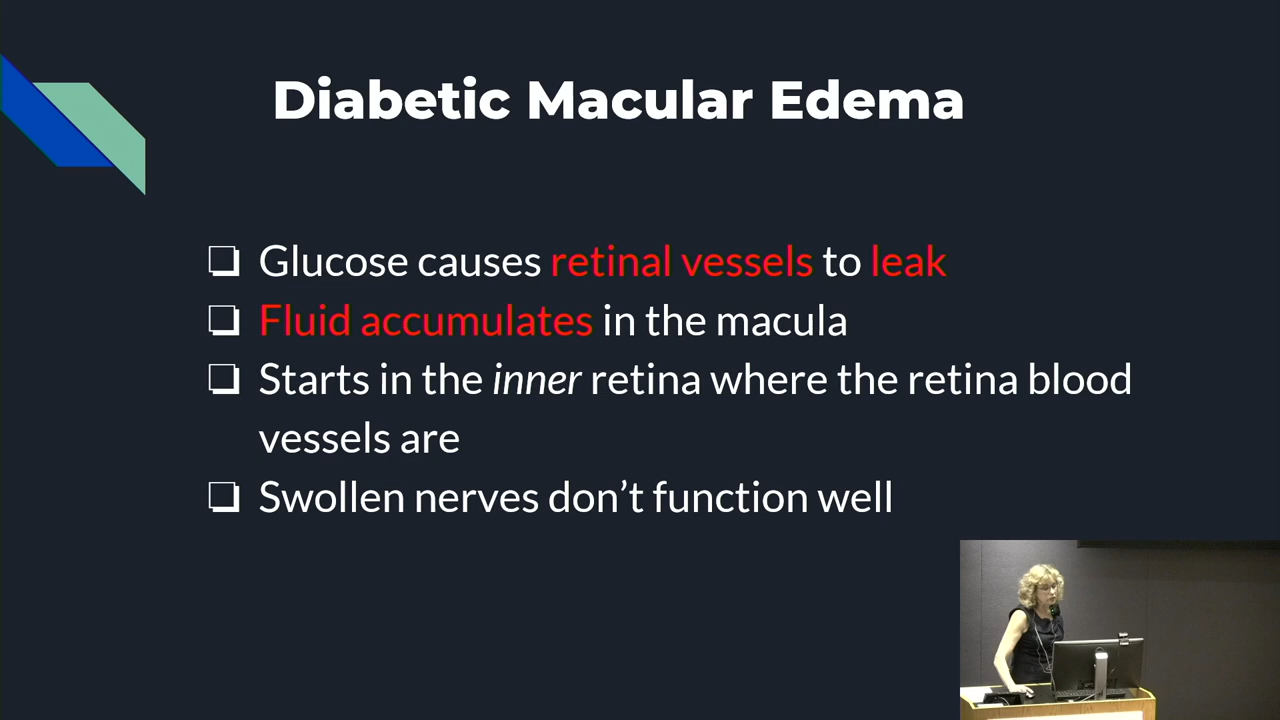 Diabetic Macular Edema
❏ Glucose causes retinal vessels to leak
❏ Fluid accumulates in the macula
❏ Starts in the inner retina where the retina blood
vessels are
❏ Swollen nerves don’t function well